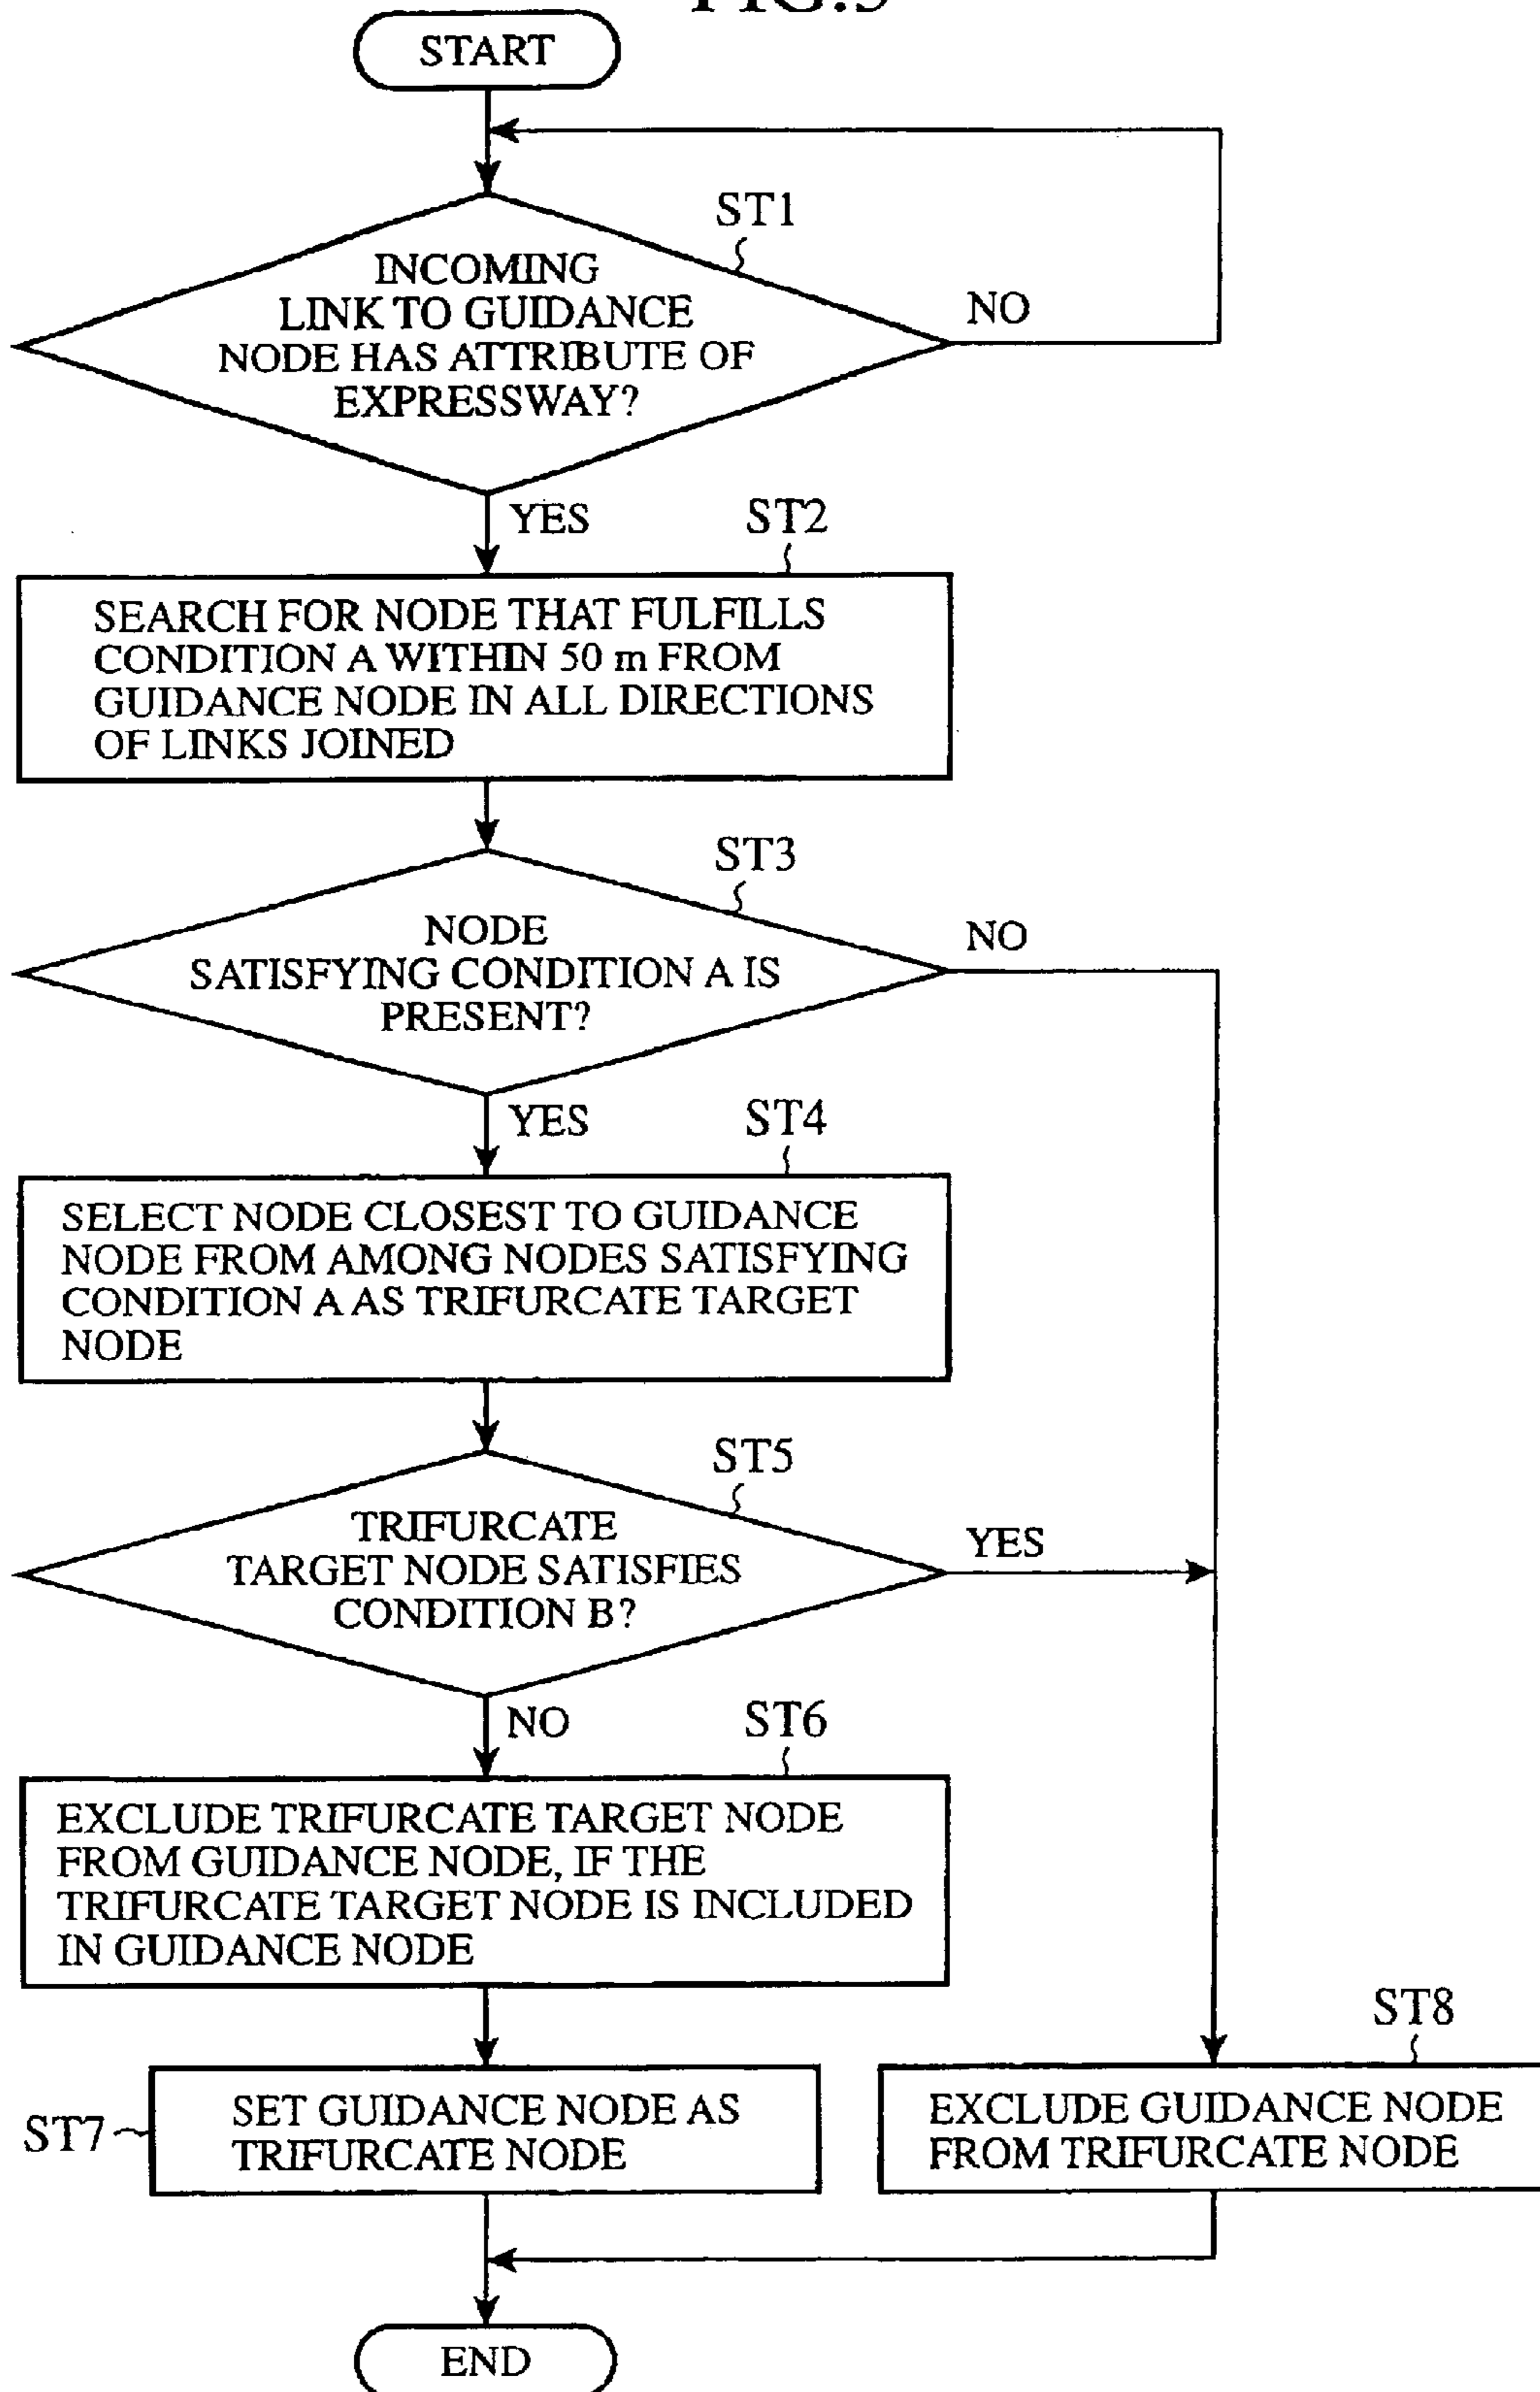 FIG.5
START
ST1
INCOMING
LINK TO GUIDANCE
NODE HAS ATTRIBUTE OF
EXPRESSWAY?
NO
YES
ST2
SEARCH FOR NODE THAT FULFILLS
CONDITION A WITHIN 50 m FROM
GUIDANCE NODE IN ALL DIRECTIONS
OF LINKS JOINED
ST3
NODE
SATISFYING CONDITION A IS
PRESENT?
NO
YES
ST4
SELECT NODE CLOSEST TO GUIDANCE
NODE FROM AMONG NODES SATISFYING
CONDITION A AS TRIFURCATE TARGET
NODE
ST5
TRIFURCATE
TARGET NODE SATISFIES
CONDITION B?
YES
NO
ST6
EXCLUDE TRIFURCATE TARGET NODE
FROM GUIDANCE NODE, IF THE
TRIFURCATE TARGET NODE IS INCLUDED
IN GUIDANCE NODE
ST7
SET GUIDANCE NODE AS
TRIFURCATE NODE
ST8
EXCLUDE GUIDANCE NODE
FROM TRIFURCATE NODE
END